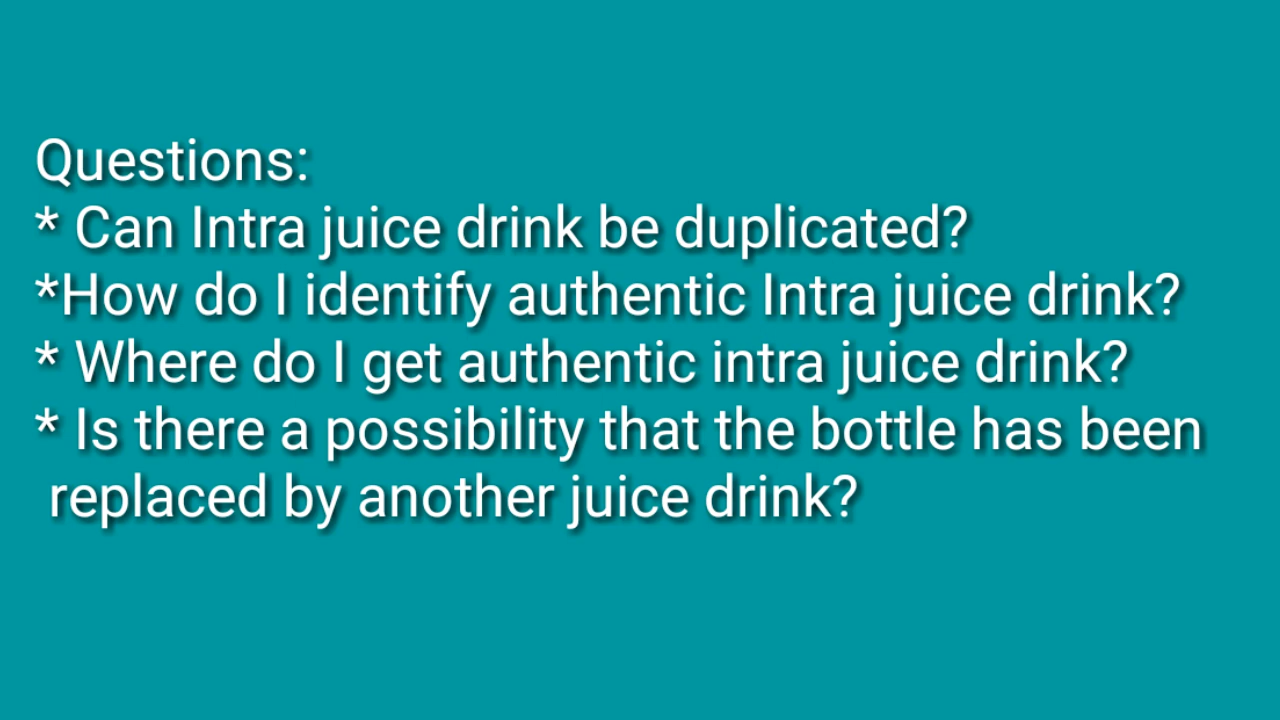 Questions:
* Can Intra juice drink be duplicated?
*How do I identify authentic Intra juice drink?
* Where do I get authentic intra juice drink?
* Is there a possibility that the bottle has been
replaced by another juice drink?